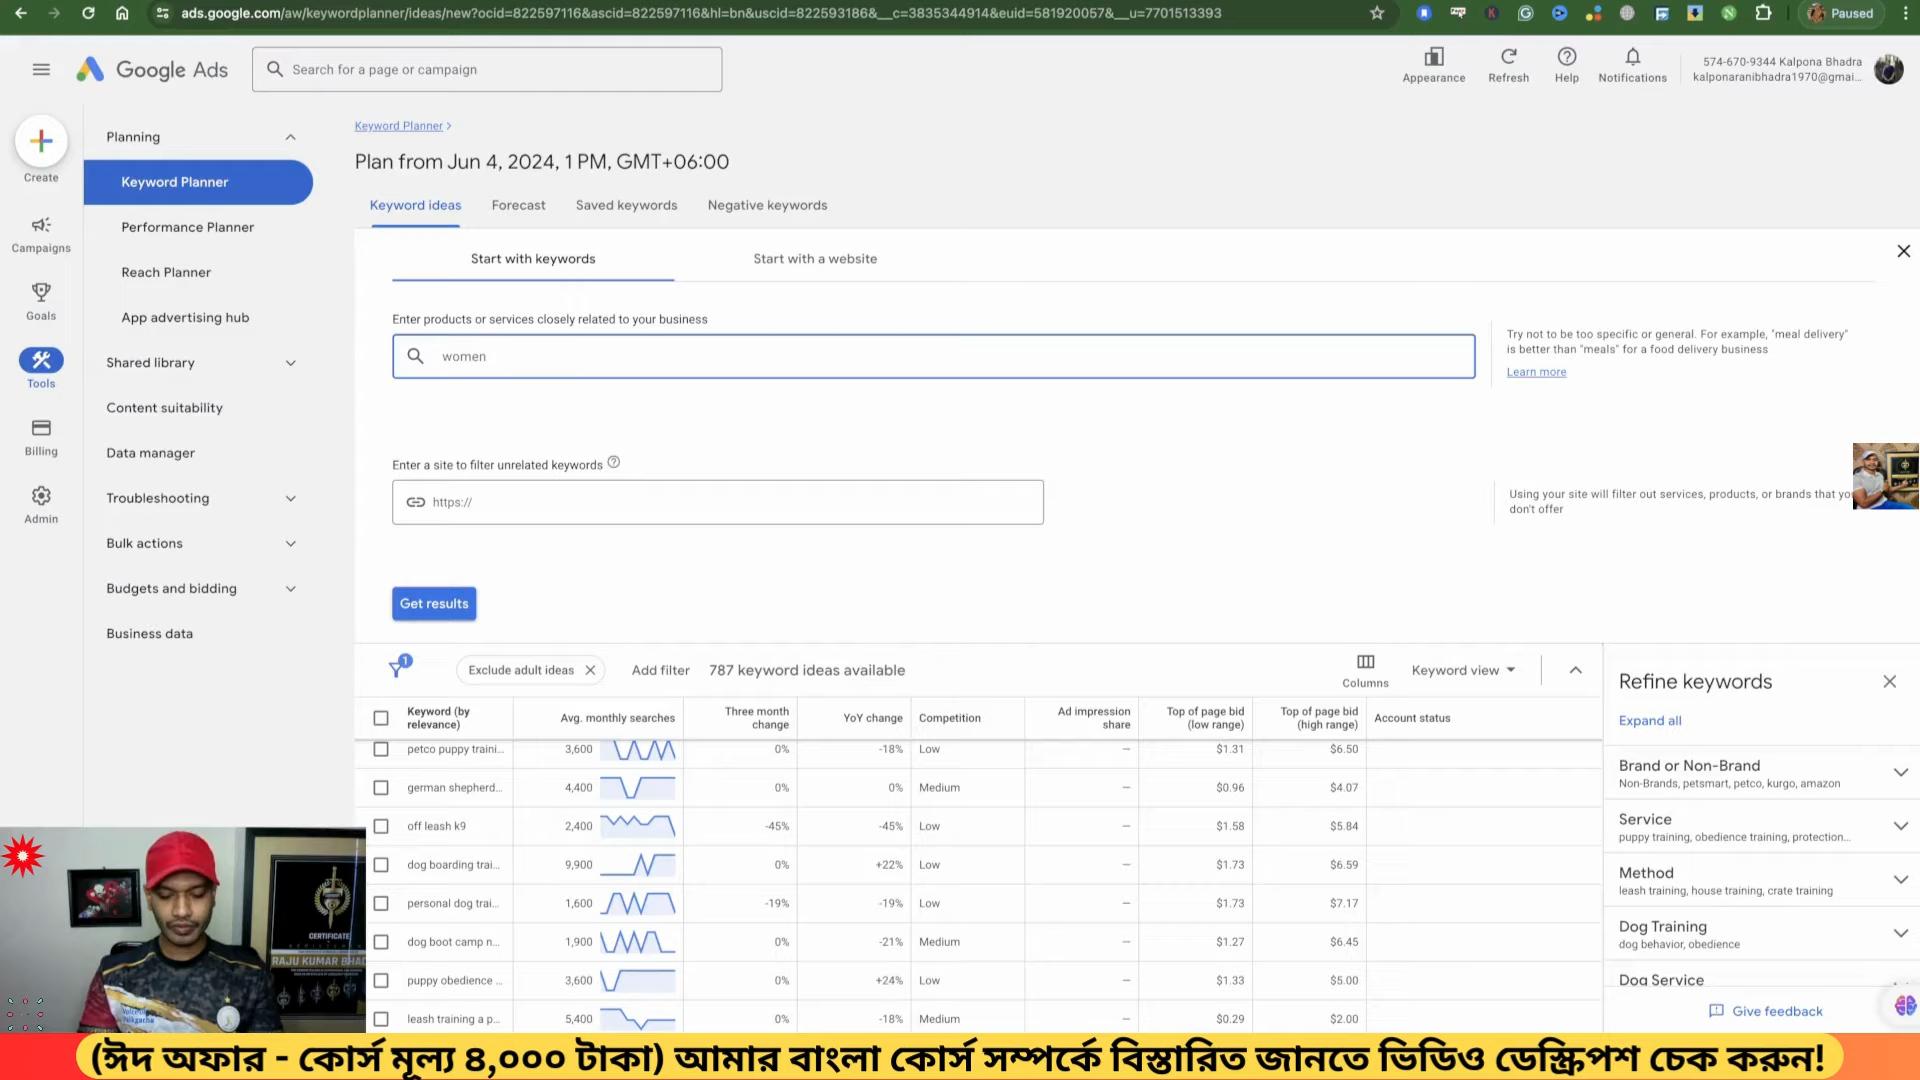 ads.google.com/aw/keywordplanner/ideas/new?ocid=822597116&ascid=822597116&hl=bn&uscid=822593186&__c=3835344914&euid=581920057&__u=7701513393
Paused
Google Ads
Search for a page or campaign
Appearance
Refresh
Help
Notifications
574-670-9344 Kalpona Bhadra
kalponaranibhadra1970@gmai...
Create
Campaigns
Goals
Tools
Billing
Admin
Planning
Keyword Planner
Performance Planner
Reach Planner
App advertising hub
Shared library
Content suitability
Data manager
Troubleshooting
Bulk actions
Budgets and bidding
Business data
Keyword Planner
Plan from Jun 4, 2024, 1 PM, GMT+06:00
Keyword ideas Forecast Saved keywords Negative keywords
Start with keywords Start with a website
Enter products or services closely related to your business
women
Try not to be too specific or general. For example, "meal delivery"
is better than "meals" for a food delivery business
Learn more
Enter a site to filter unrelated keywords
https://
Using your site will filter out services, products, or brands that yo
don't offer
Get results
1
Exclude adult ideas Add filter 787 keyword ideas available
Columns
Keyword view
Keyword (by relevance) Avg. monthly searches Three month change YoY change Competition Ad impression share Top of page bid (low range) Top of page bid (high range) Account status
petco puppy traini... 3,600 0% -18% Low – $1.31 $6.50
german shepherd... 4,400 0% 0% Medium – $0.96 $4.07
off leash k9 2,400 -45% -45% Low – $1.58 $5.84
dog boarding trai... 9,900 0% +22% Low – $1.73 $6.59
personal dog trai... 1,600 -19% -19% Low – $1.73 $7.17
dog boot camp n... 1,900 0% -21% Medium – $1.27 $6.45
puppy obedience ... 3,600 0% +24% Low – $1.33 $5.00
leash training a p... 5,400 0% -18% Medium – $0.29 $2.00
Refine keywords
Expand all
Brand or Non-Brand
Non-Brands, petsmart, petco, kurgo, amazon
Service
puppy training, obedience training, protection...
Method
leash training, house training, crate training
Dog Training
dog behavior, obedience
Dog Service
Give feedback
CERTIFICATE
RAJU KUMAR BHAD
(ঈদ অফার - কোর্স মূল্য ৪,০০০ টাকা) আমার বাংলা কোর্স সম্পর্কে বিস্তারিত জানতে ভিডিও ডেস্ক্রিপশ চেক করুন!